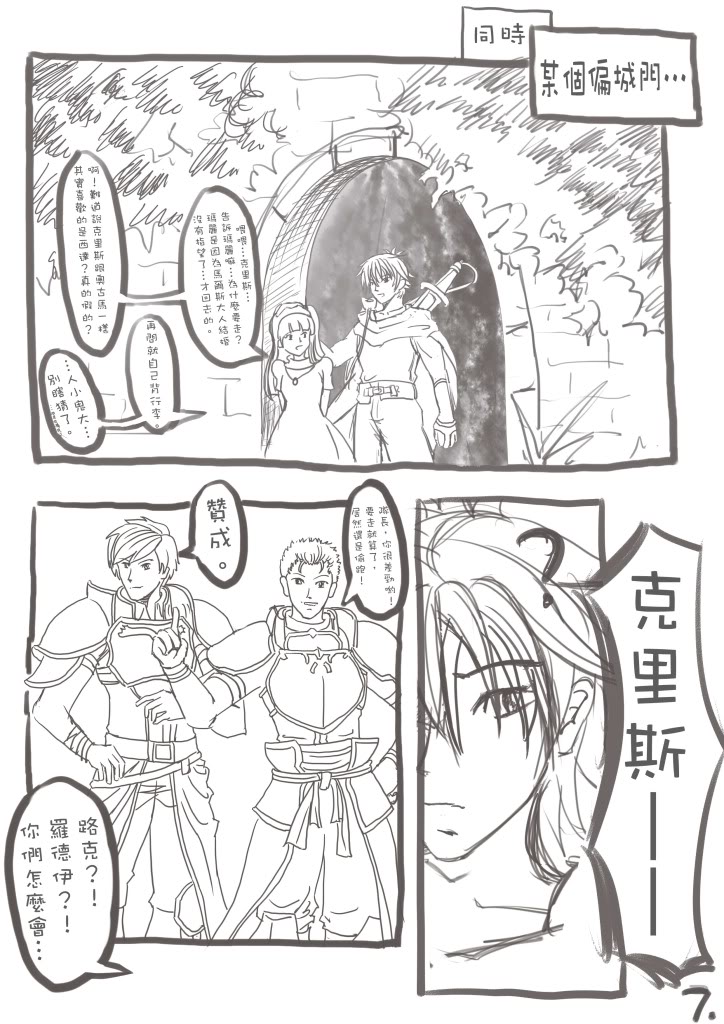 同時
某個偏城門…
喂喂…克里斯…
告訴瑪麗嘛…為什麼要走？
瑪麗是因為馬爾斯大人結婚
沒有指望了…才回去的。
啊！難道說克里斯跟奧古馬一樣
其實喜歡的是西達？真的假的？
再鬧就自己背行李。
…人小鬼大…
別瞎猜了。
克里斯——
？
隊長，你很差勁喲！
要走就算了，
居然還是偷跑！
贊成。
路克？！
羅德伊？！
你們怎麼會…
7.